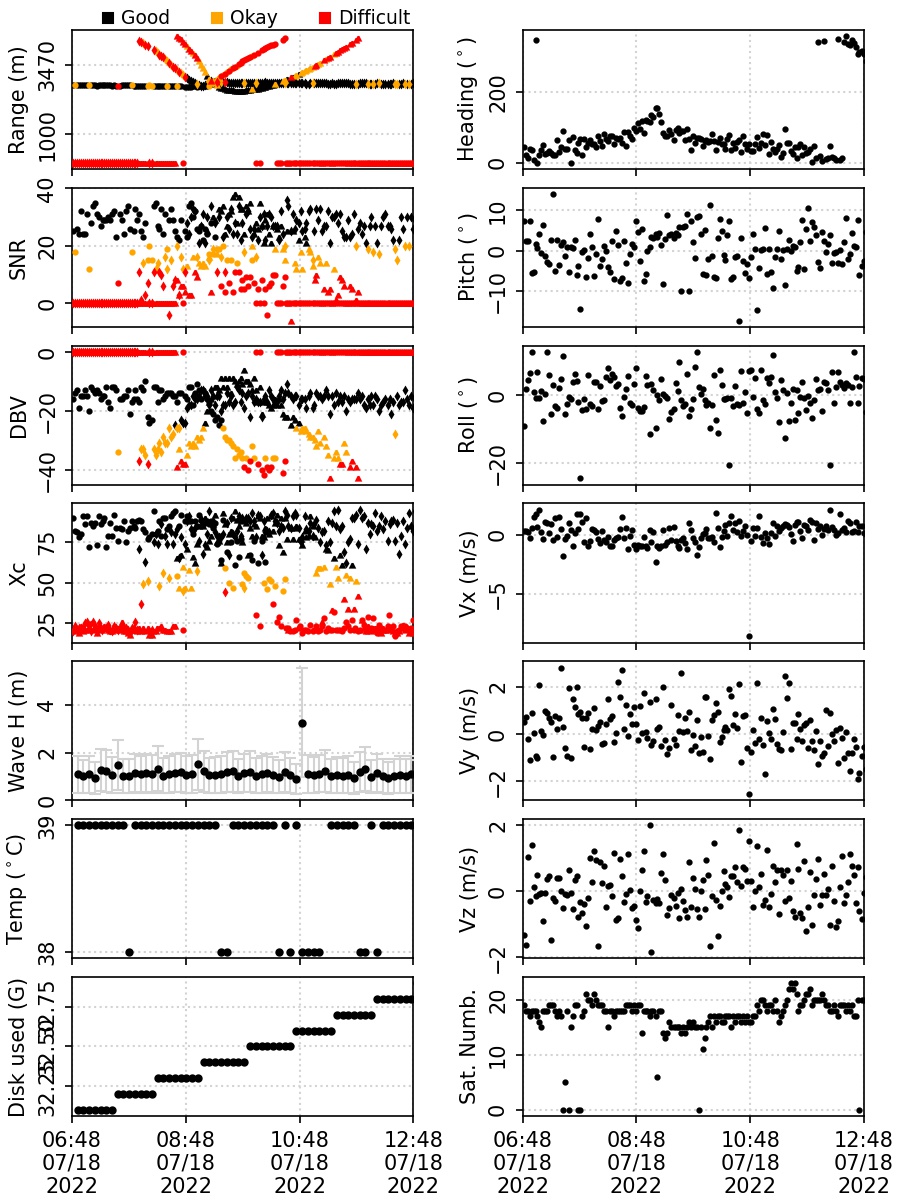 Good Okay Difficult
Range (m)
3470
1000
Heading (°)
200
0
SNR
40
20
0
Pitch (°)
10
0
−10
DBV
0
−20
−40
Roll (°)
0
−20
Xc
75
50
25
Vx (m/s)
0
−5
Wave H (m)
4
2
0
Vy (m/s)
2
0
−2
Temp (°C)
39
38
Vz (m/s)
2
0
−2
Disk used (G)
32.75
32.50
32.25
Sat. Numb.
20
10
0
06:48 08:48 10:48 12:48
07/18 07/18 07/18 07/18
2022 2022 2022 2022
06:48 08:48 10:48 12:48
07/18 07/18 07/18 07/18
2022 2022 2022 2022